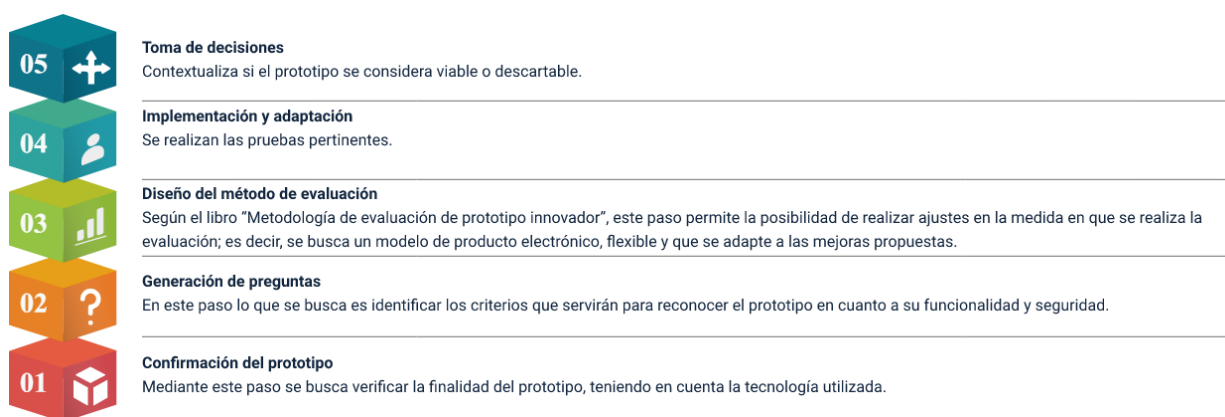 05
Toma de decisiones
Contextualiza si el prototipo se considera viable o descartable.
04
Implementación y adaptación
Se realizan las pruebas pertinentes.
03
Diseño del método de evaluación
Según el libro “Metodología de evaluación de prototipo innovador”, este paso permite la posibilidad de realizar ajustes en la medida en que se realiza la
evaluación; es decir, se busca un modelo de producto electrónico, flexible y que se adapte a las mejoras propuestas.
02
?
Generación de preguntas
En este paso lo que se busca es identificar los criterios que servirán para reconocer el prototipo en cuanto a su funcionalidad y seguridad.
01
Confirmación del prototipo
Mediante este paso se busca verificar la finalidad del prototipo, teniendo en cuenta la tecnología utilizada.